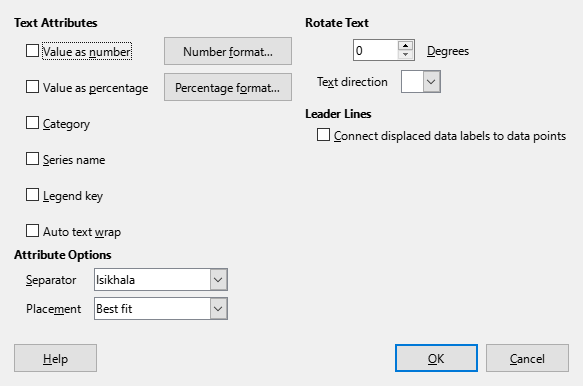 Text Attributes
Value as number
Number format...
Value as percentage
Percentage format...
Category
Series name
Legend key
Auto text wrap
Attribute Options
Separator
Isikhala
Placement
Best fit
Rotate Text
0
Degrees
Text direction
Leader Lines
Connect displaced data labels to data points
Help
OK
Cancel